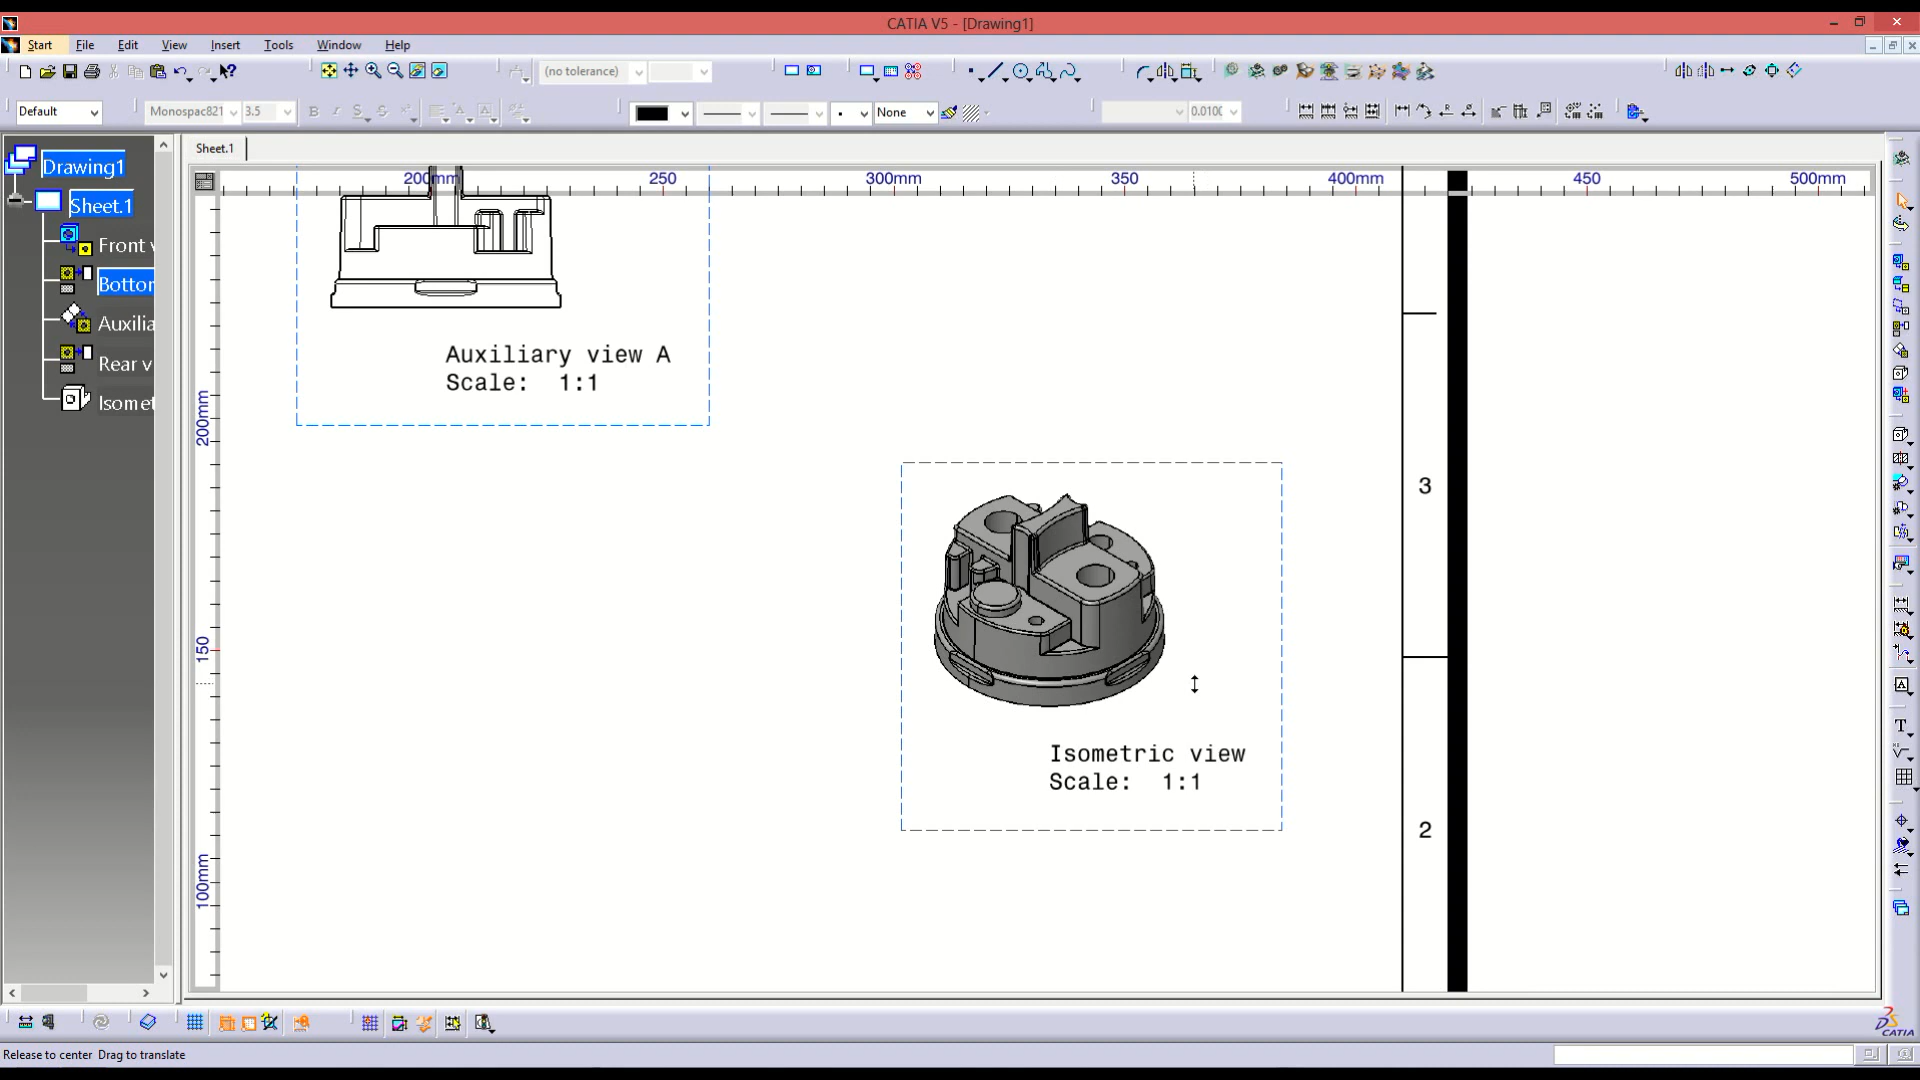 CATIA V5 - [Drawing1]
Start File Edit View Insert Tools Window Help
(no tolerance)
Default Monospac821 3.5 B None 0.010
Sheet.1
Drawing1
Sheet.1
Front v
Bottor
Auxilia
Rear v
Isomet
200mm 250 300mm 350 400mm 450 500mm
200mm
150
100mm
Auxiliary view A
Scale: 1:1
Isometric view
Scale: 1:1
3
2
Release to center Drag to translate
CATIA